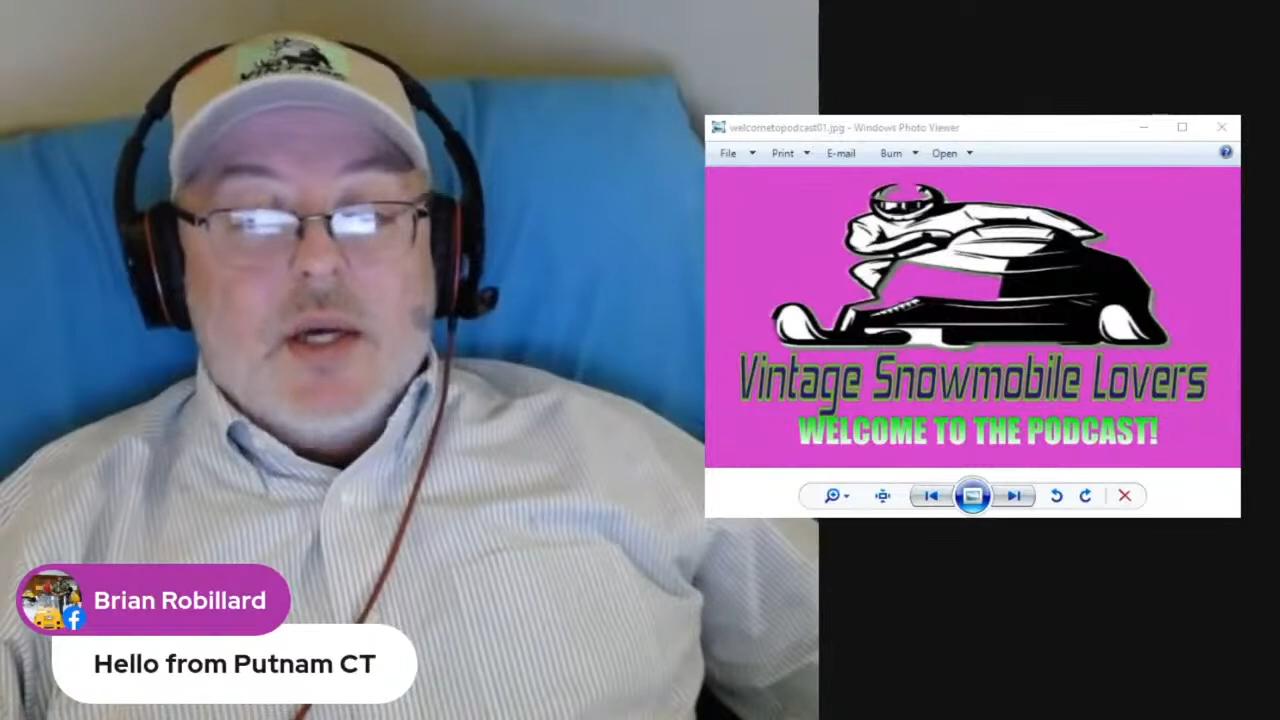 welcometopodcast01.jpg - Windows Photo Viewer
File Print E-mail Burn Open
Vintage Snowmobile Lovers
WELCOME TO THE PODCAST!
Brian Robillard
Hello from Putnam CT